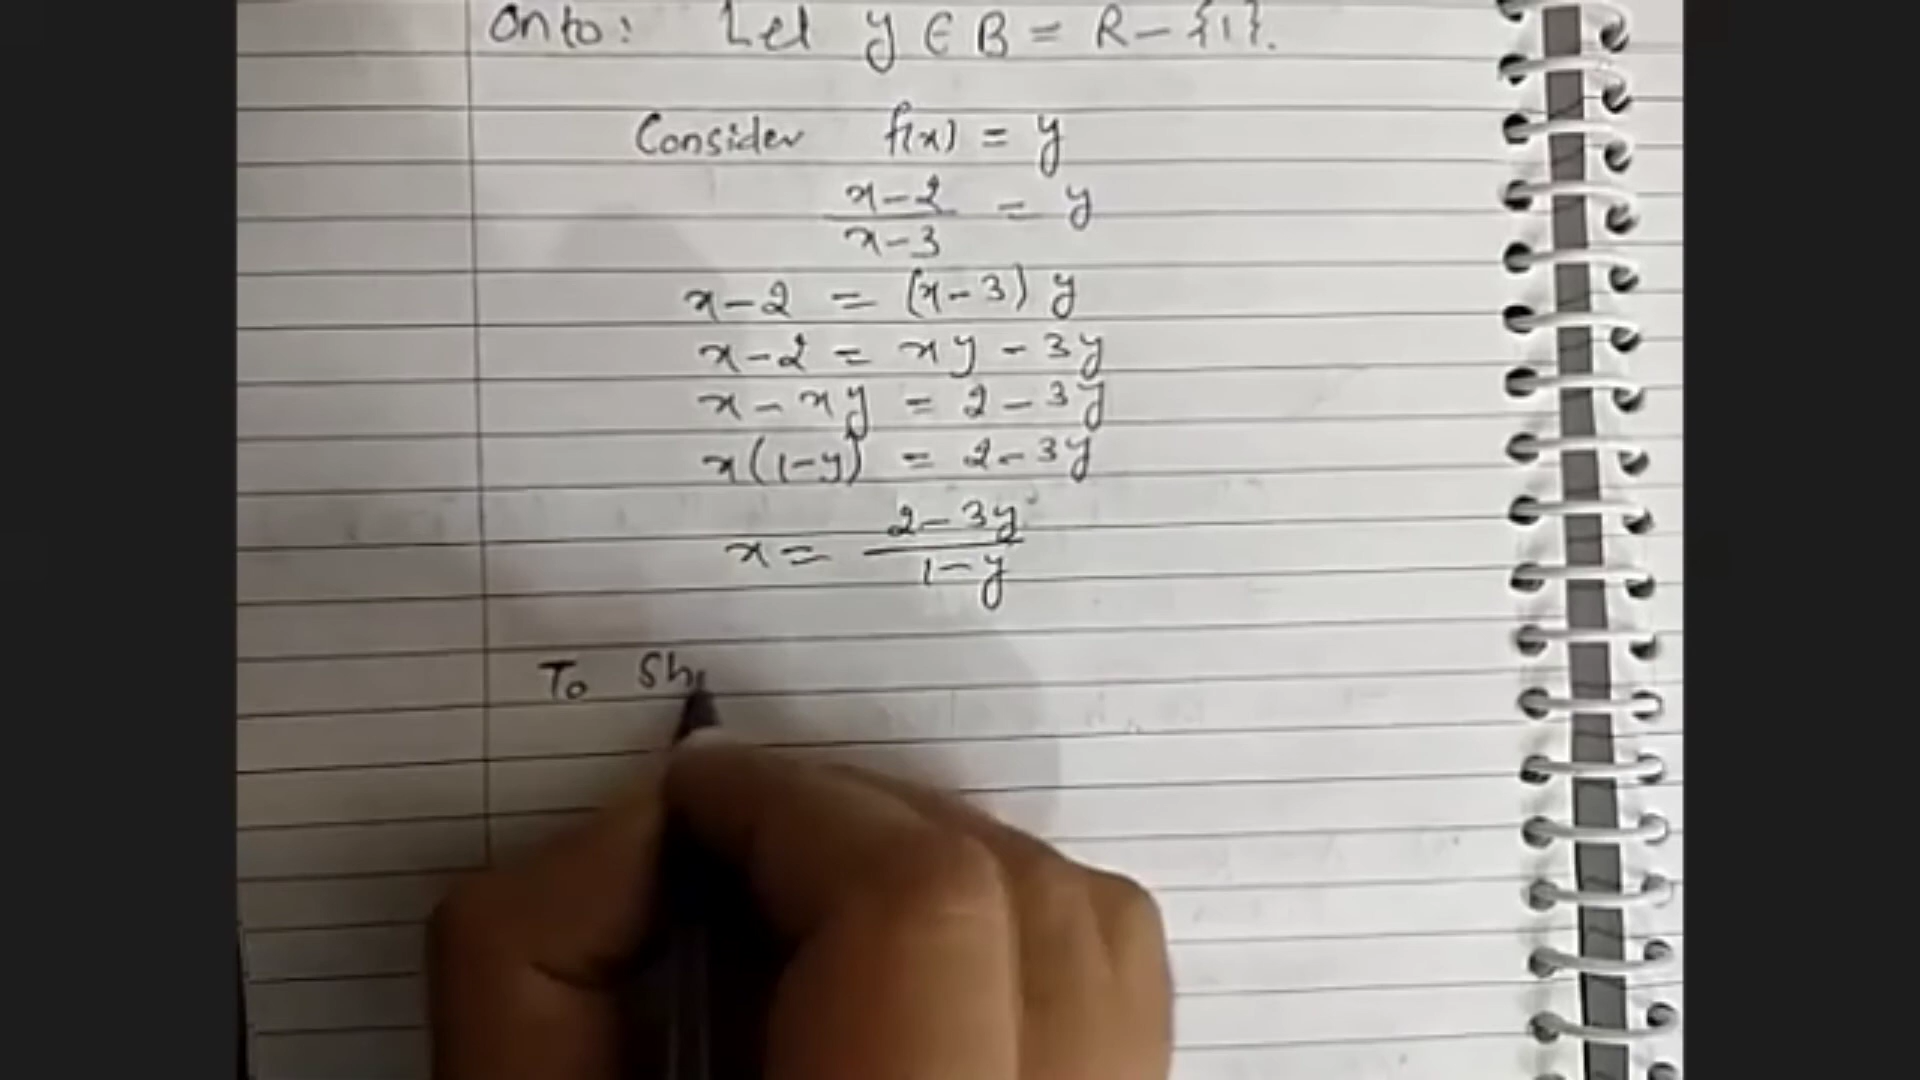 Onto: Let y ∈ B = R - {1}.
Consider f(x) = y
x-2/x-3 = y
x-2 = (x-3) y
x-2 = xy - 3y
x - xy = 2 - 3y
x(1-y) = 2-3y
x = 2-3y/1-y
To Sh